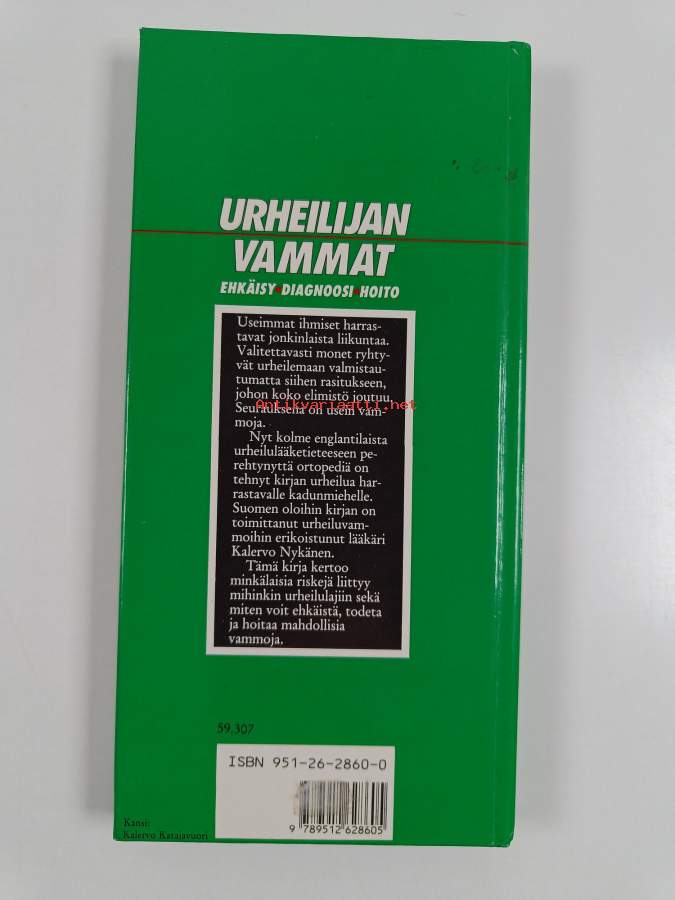 URHEILIJAN
VAMMAT
EHKÄISY•DIAGNOOSI•HOITO
Useimmat ihmiset harras-
tavat jonkinlaista liikuntaa.
Valitettavasti monet ryhty-
vät urheilemaan valmistau-
tumatta siihen rasitukseen,
johon koko elimistö joutuu.
Antikvariaatti.net
Seurauksena on usein vam-
moja.
Nyt kolme englantilaista
urheilulääketieteeseen pe-
rehtynyttä ortopediä on
tehnyt kirjan urheilua har-
rastavalle kadunmiehelle.
Suomen oloihin kirjan on
toimittanut urheiluvam-
moihin erikoistunut lääkäri
Kalervo Nykänen.
Tämä kirja kertoo
minkälaisia riskejä liittyy
mihinkin urheilulajiin sekä
miten voit ehkäistä, todeta
ja hoitaa mahdollisia
vammoja.
59.307
ISBN 951-26-2860-0
9 789512 628605
Kansi:
Kalervo Katajavuori